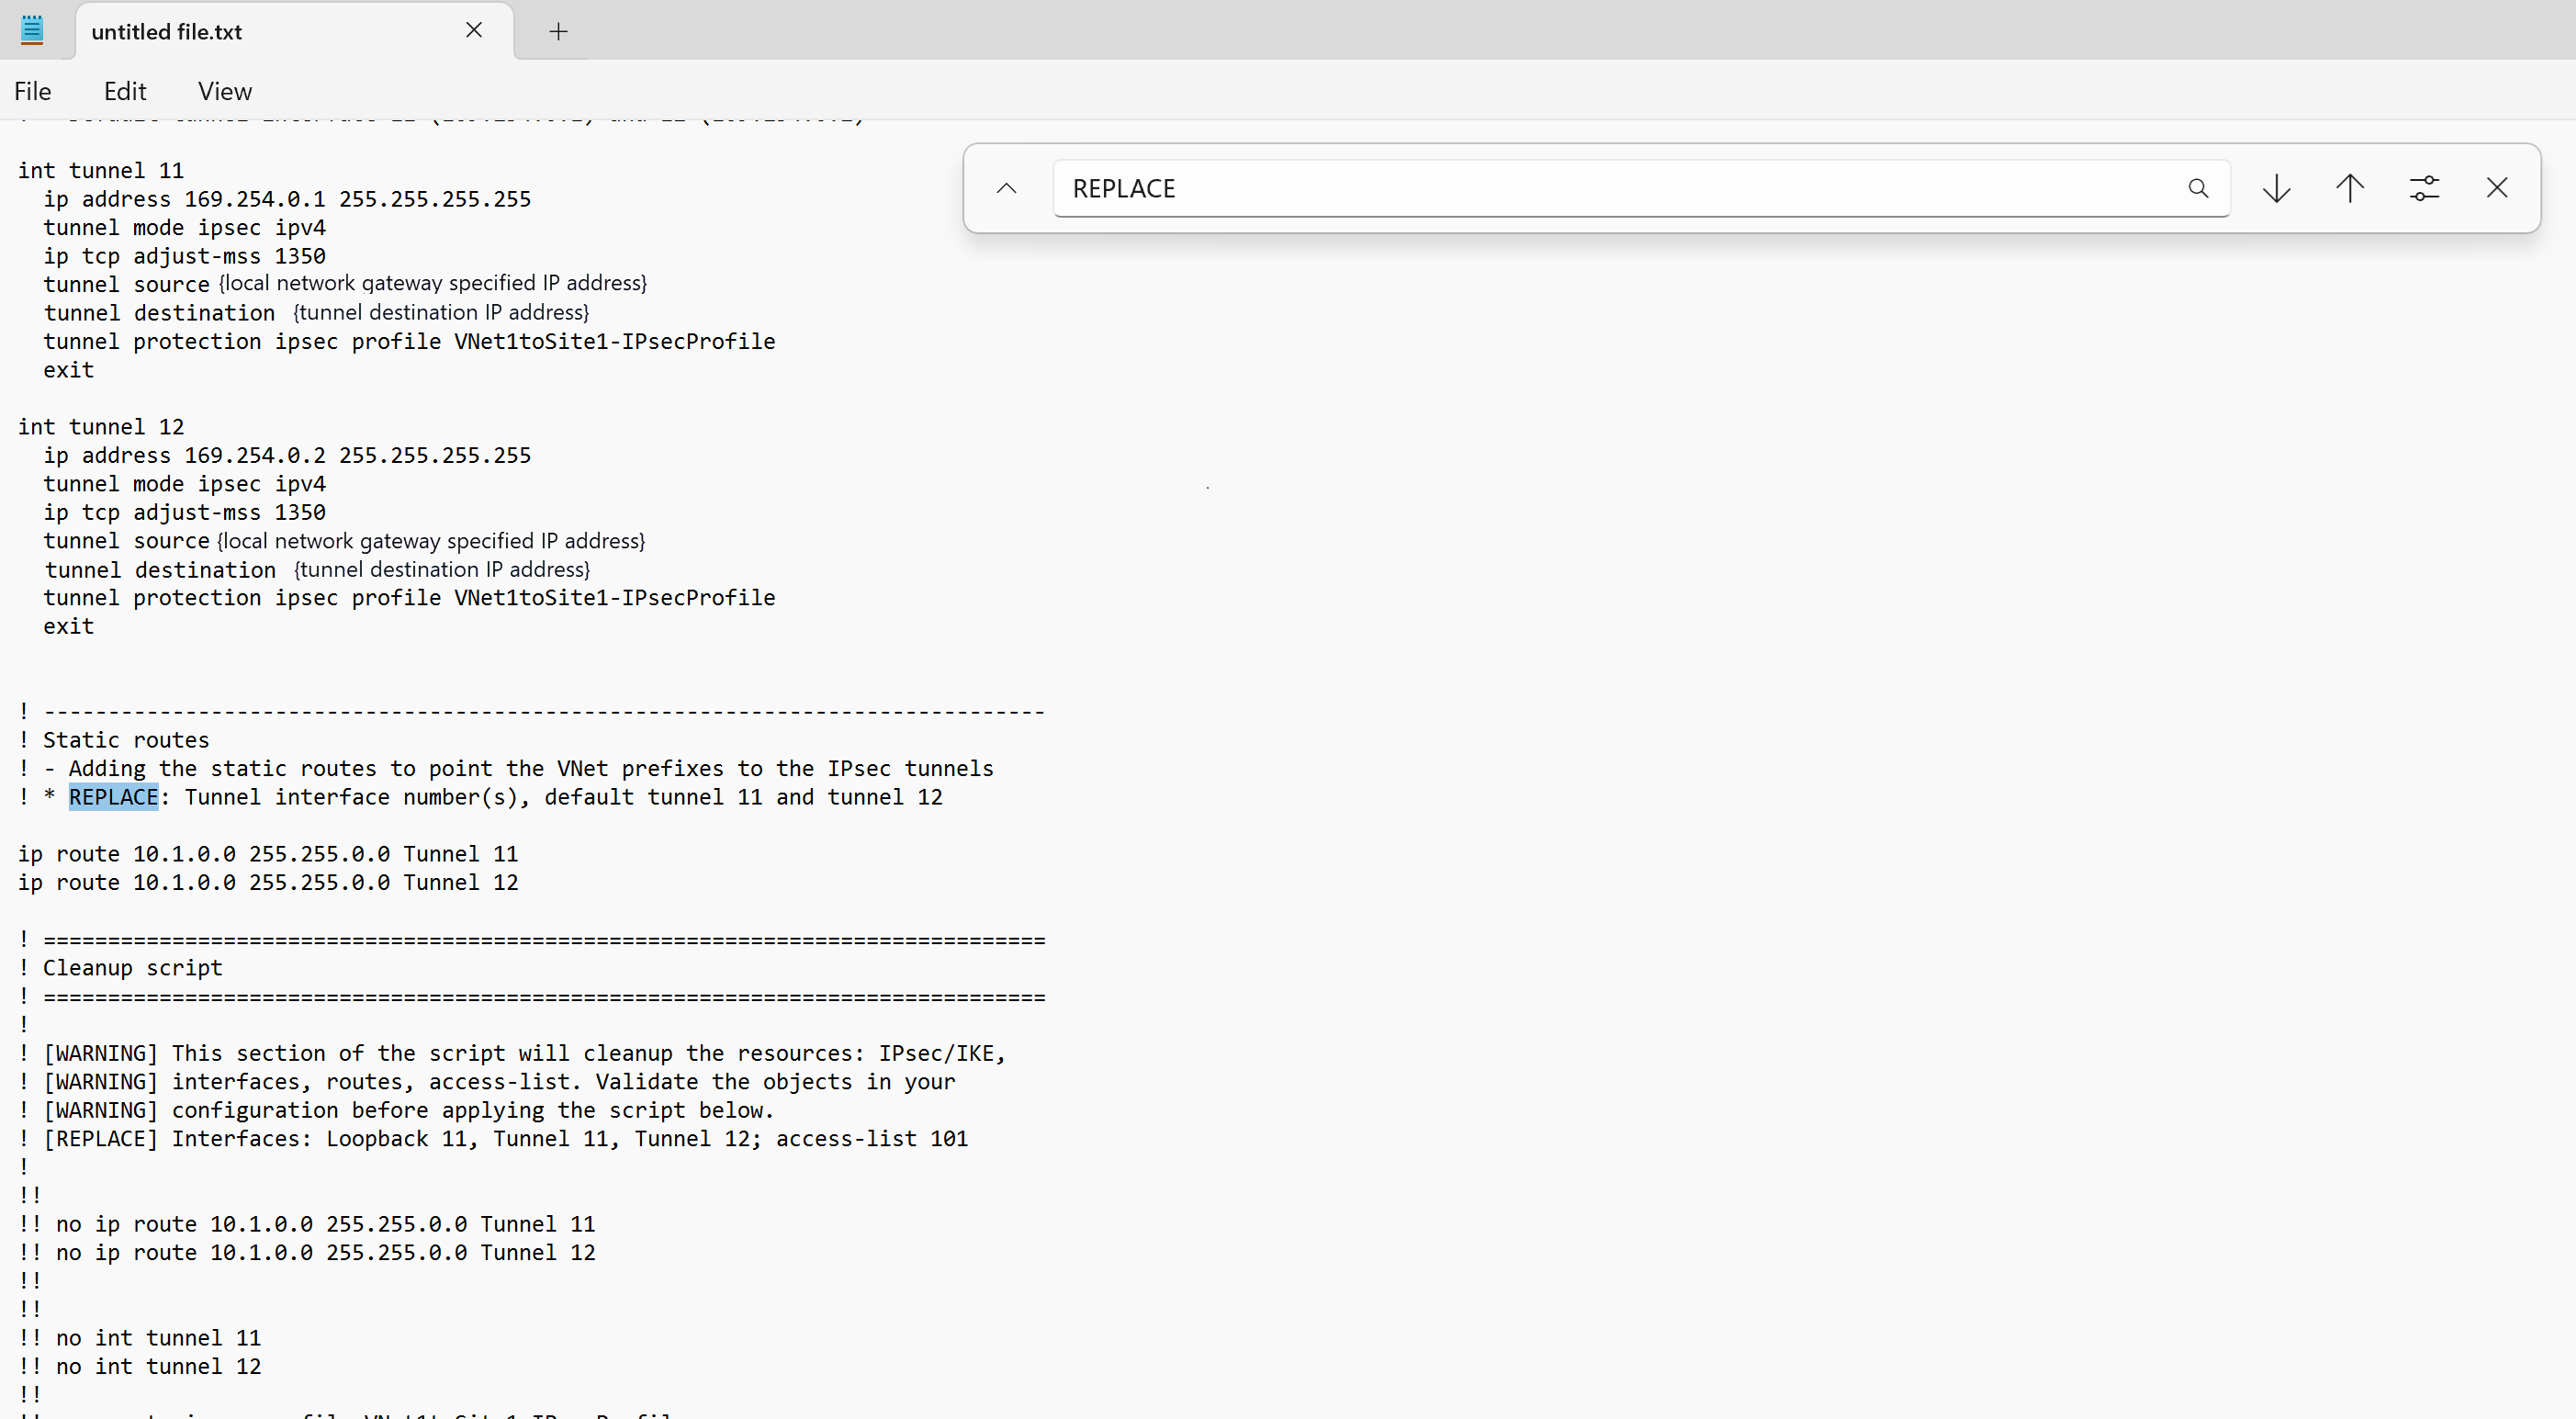 untitled file.txt
File Edit View
REPLACE
int tunnel 11
ip address 169.254.0.1 255.255.255.255
tunnel mode ipsec ipv4
ip tcp adjust-mss 1350
tunnel source {local network gateway specified IP address}
tunnel destination {tunnel destination IP address}
tunnel protection ipsec profile VNet1toSite1-IPsecProfile
exit
int tunnel 12
ip address 169.254.0.2 255.255.255.255
tunnel mode ipsec ipv4
ip tcp adjust-mss 1350
tunnel source {local network gateway specified IP address}
tunnel destination {tunnel destination IP address}
tunnel protection ipsec profile VNet1toSite1-IPsecProfile
exit
! ------------------------------------------------------------------------------
! Static routes
! - Adding the static routes to point the VNet prefixes to the IPsec tunnels
! * REPLACE: Tunnel interface number(s), default tunnel 11 and tunnel 12
ip route 10.1.0.0 255.255.0.0 Tunnel 11
ip route 10.1.0.0 255.255.0.0 Tunnel 12
! ==============================================================================
! Cleanup script
! ==============================================================================
!
! [WARNING] This section of the script will cleanup the resources: IPsec/IKE,
! [WARNING] interfaces, routes, access-list. Validate the objects in your
! [WARNING] configuration before applying the script below.
! [REPLACE] Interfaces: Loopback 11, Tunnel 11, Tunnel 12; access-list 101
!
!!
!! no ip route 10.1.0.0 255.255.0.0 Tunnel 11
!! no ip route 10.1.0.0 255.255.0.0 Tunnel 12
!!
!!
!! no int tunnel 11
!! no int tunnel 12
!!